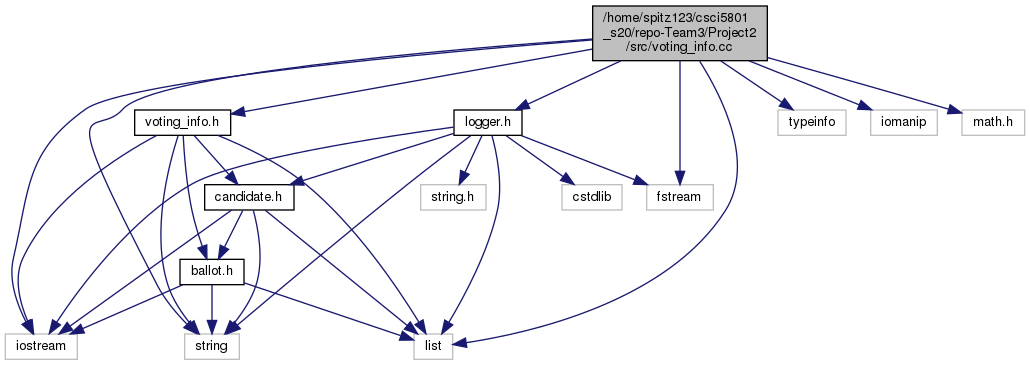 /home/spitz123/csci5801
_s20/repo-Team3/Project2
/src/voting_info.cc
voting_info.h
logger.h
typeinfo
iomanip
math.h
candidate.h
string.h
cstdlib
fstream
ballot.h
iostream
string
list